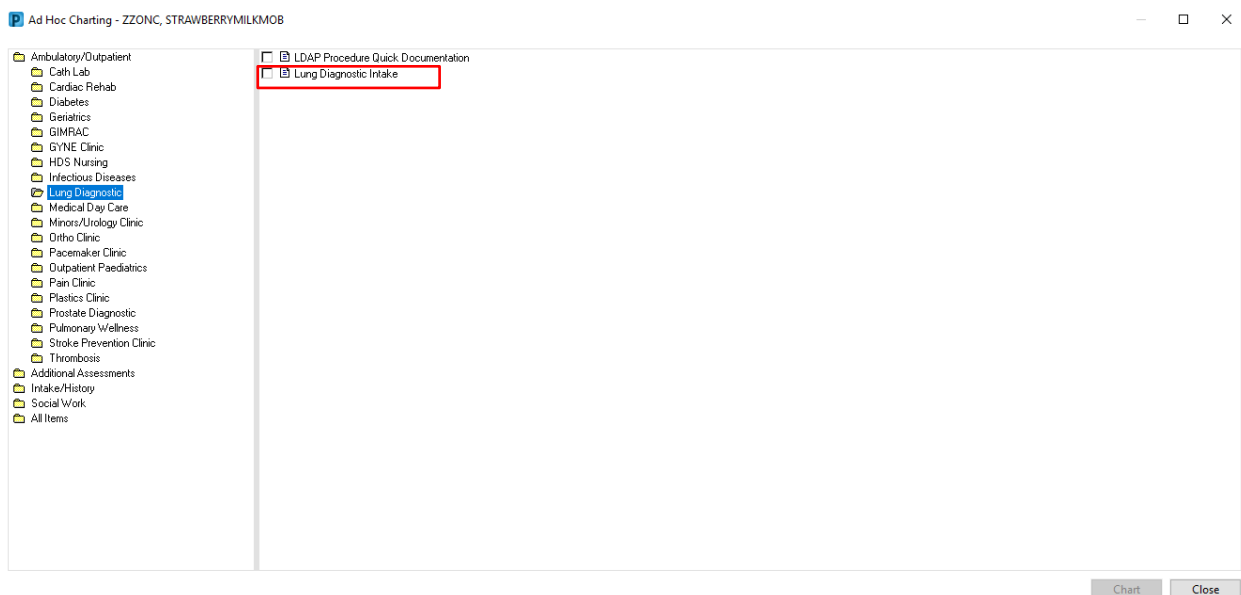 P Ad Hoc Charting - ZZONC, STRAWBERRYMILKMOB
Ambulatory/Outpatient
Cath Lab
Cardiac Rehab
Diabetes
Geriatrics
GIMRAC
GYNE Clinic
HDS Nursing
Infectious Diseases
Lung Diagnostic
Medical Day Care
Minors/Urology Clinic
Ortho Clinic
Pacemaker Clinic
Outpatient Paediatrics
Pain Clinic
Plastics Clinic
Prostate Diagnostic
Pulmonary Wellness
Stroke Prevention Clinic
Thrombosis
Additional Assessments
Intake/History
Social Work
All Items
LDAP Procedure Quick Documentation
Lung Diagnostic Intake
Chart
Close